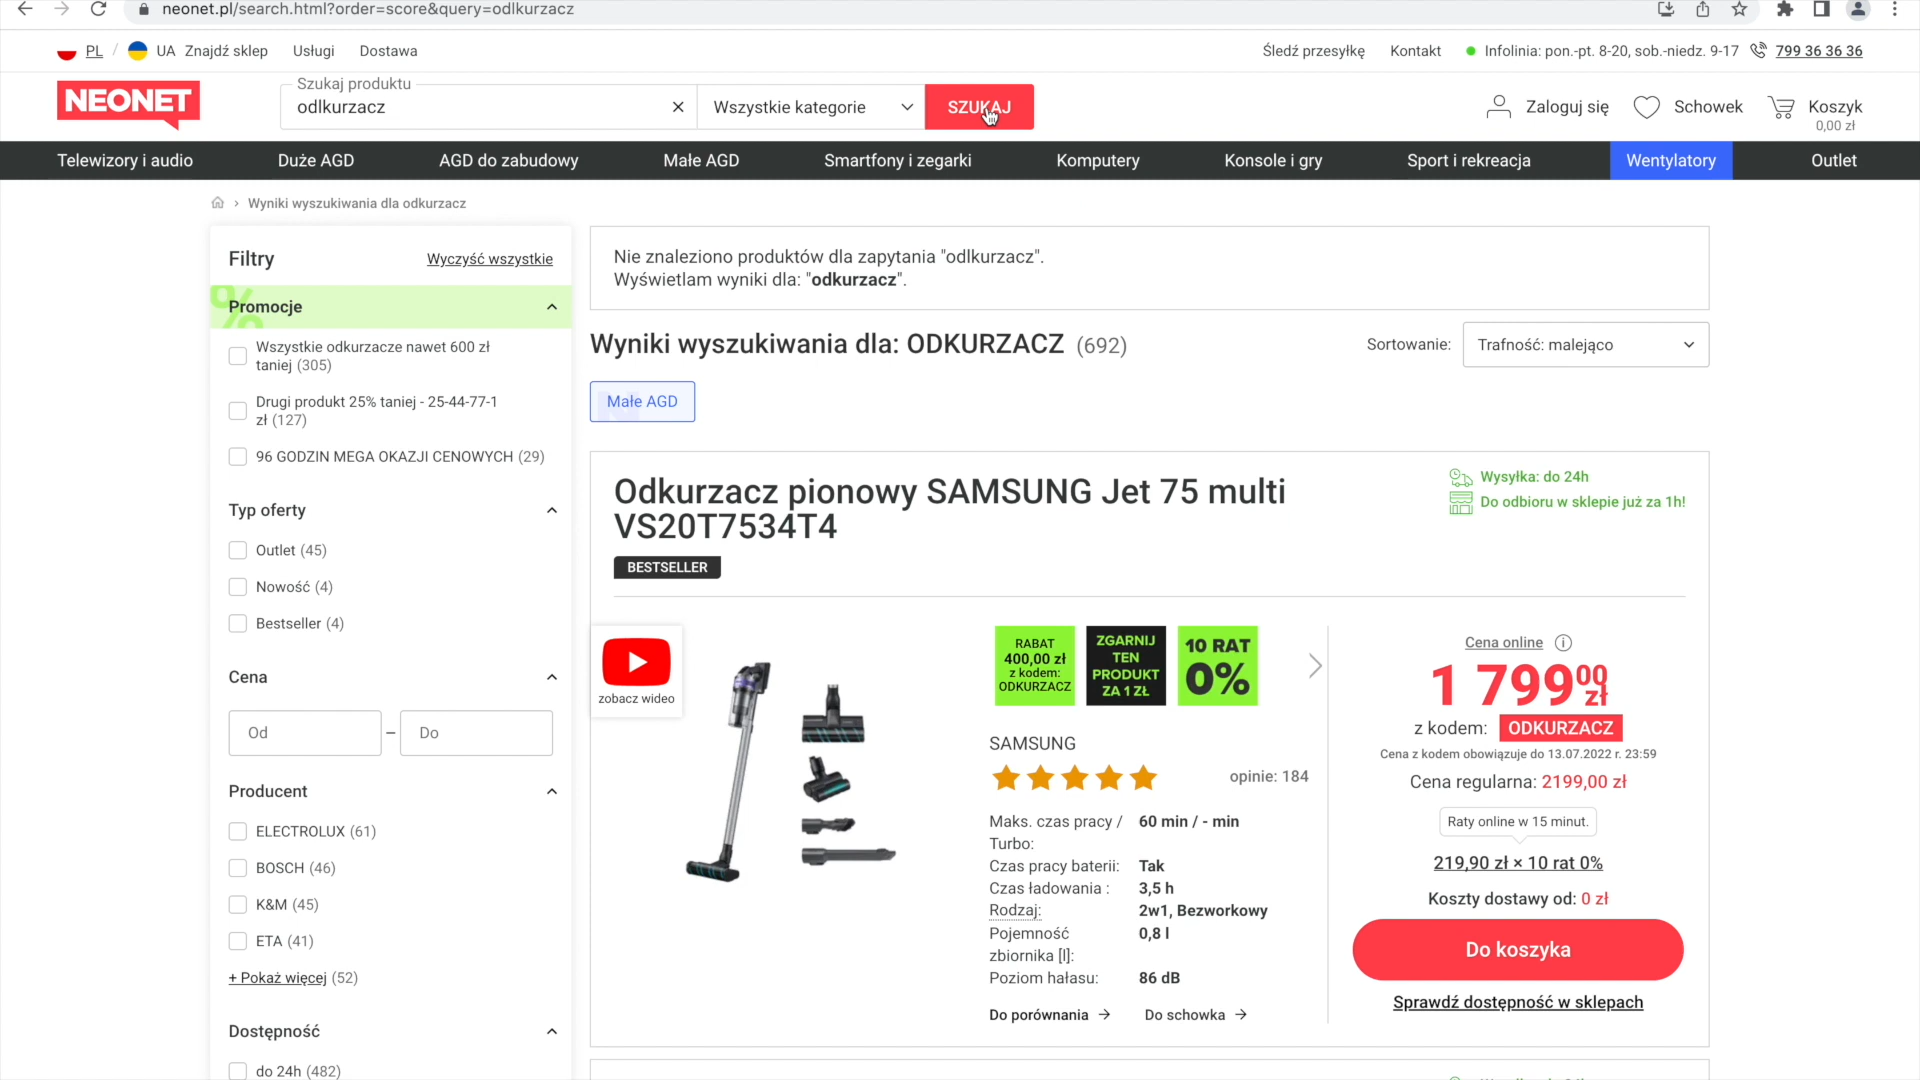 neonet.pl/search.html?order=score&query=odlkurzacz
PL / UA Znajdź sklep Usługi Dostawa
Śledź przesyłkę Kontakt Infolinia: pon.-pt. 8-20, sob.-niedz. 9-17 799 36 36 36
NEONET
Szukaj produktu
odlkurzacz
Wszystkie kategorie
SZUKAJ
Zaloguj się Schowek Koszyk
0,00 zł
Telewizory i audio Duże AGD AGD do zabudowy Małe AGD Smartfony i zegarki Komputery Konsole i gry Sport i rekreacja Wentylatory Outlet
Wyniki wyszukiwania dla odkurzacz
Filtry Wyczyść wszystkie
%
Promocje
Wszystkie odkurzacze nawet 600 zł
taniej (305)
Drugi produkt 25% taniej - 25-44-77-1
zł (127)
96 GODZIN MEGA OKAZJI CENOWYCH (29)
Typ oferty
Outlet (45)
Nowość (4)
Bestseller (4)
Cena
Od – Do
Producent
ELECTROLUX (61)
BOSCH (46)
K&M (45)
ETA (41)
+ Pokaż więcej (52)
Dostępność
do 24h (482)
Nie znaleziono produktów dla zapytania "odlkurzacz".
Wyświetlam wyniki dla: "odkurzacz".
Wyniki wyszukiwania dla: ODKURZACZ (692)
Sortowanie: Trafność: malejąco
Małe AGD
Odkurzacz pionowy SAMSUNG Jet 75 multi
VS20T7534T4
BESTSELLER
Wysyłka: do 24h
Do odbioru w sklepie już za 1h!
zobacz wideo
RABAT
400,00 zł
z kodem:
ODKURZACZ
ZGARNIJ
TEN
PRODUKT
ZA 1 ZŁ
10 RAT
0%
SAMSUNG
opinie: 184
Maks. czas pracy / 60 min / - min
Turbo:
Czas pracy baterii: Tak
Czas ładowania : 3,5 h
Rodzaj: 2w1, Bezworkowy
Pojemność 0,8 l
zbiornika [l]:
Poziom hałasu: 86 dB
Do porównania Do schowka
Cena online
1 799 00 zł
z kodem: ODKURZACZ
Cena z kodem obowiązuje do 13.07.2022 r. 23:59
Cena regularna: 2199,00 zł
Raty online w 15 minut.
219,90 zł × 10 rat 0%
Koszty dostawy od: 0 zł
Do koszyka
Sprawdź dostępność w sklepach